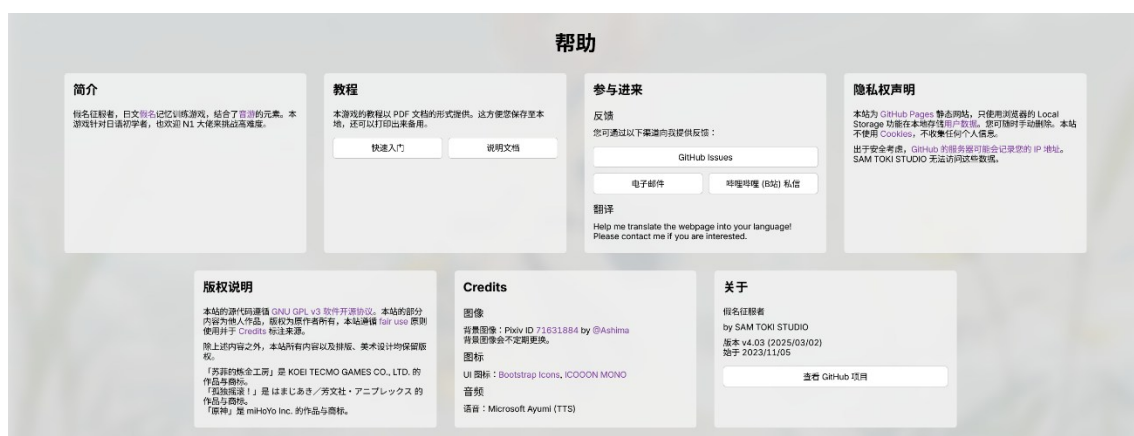 帮助
简介
假名征服者，日文假名记忆训练游戏，结合了音游的元素。本
游戏针对日语初学者，也欢迎 N1 大佬来挑战高难度。
教程
本游戏的教程以 PDF 文档的形式提供。这方便您保存至本
地，还可以打印出来备用。
快速入门
说明文档
参与进来
反馈
您可通过以下渠道向我提供反馈：
GitHub Issues
电子邮件
哔哩哔哩 (B站) 私信
翻译
Help me translate the webpage into your language!
Please contact me if you are interested.
隐私权声明
本站为 GitHub Pages 静态网站，只使用浏览器的 Local
Storage 功能在本地存储用户数据。您可随时手动删除。本站
不使用 Cookies，不收集任何个人信息。
出于安全考虑，GitHub 的服务器可能会记录您的 IP 地址。
SAM TOKI STUDIO 无法访问这些数据。
版权说明
本站的源代码遵循 GNU GPL v3 软件开源协议。本站的部分
内容为他人作品，版权为原作者所有，本站遵循 fair use 原则
使用并于 Credits 标注来源。
除上述内容之外，本站所有内容以及排版、美术设计均保留版
权。
「苏菲的炼金工房」是 KOEI TECMO GAMES CO., LTD. 的
作品与商标。
「孤独摇滚！」是 はまじあき／芳文社・アニプレックス 的
作品与商标。
「原神」是 miHoYo Inc. 的作品与商标。
Credits
图像
背景图像：Pixiv ID 71631884 by @Ashima
背景图像会不定期更换。
图标
UI 图标：Bootstrap Icons, ICOOON MONO
音频
语音：Microsoft Ayumi (TTS)
关于
假名征服者
by SAM TOKI STUDIO
版本 v4.03 (2025/03/02)
始于 2023/11/05
查看 GitHub 项目